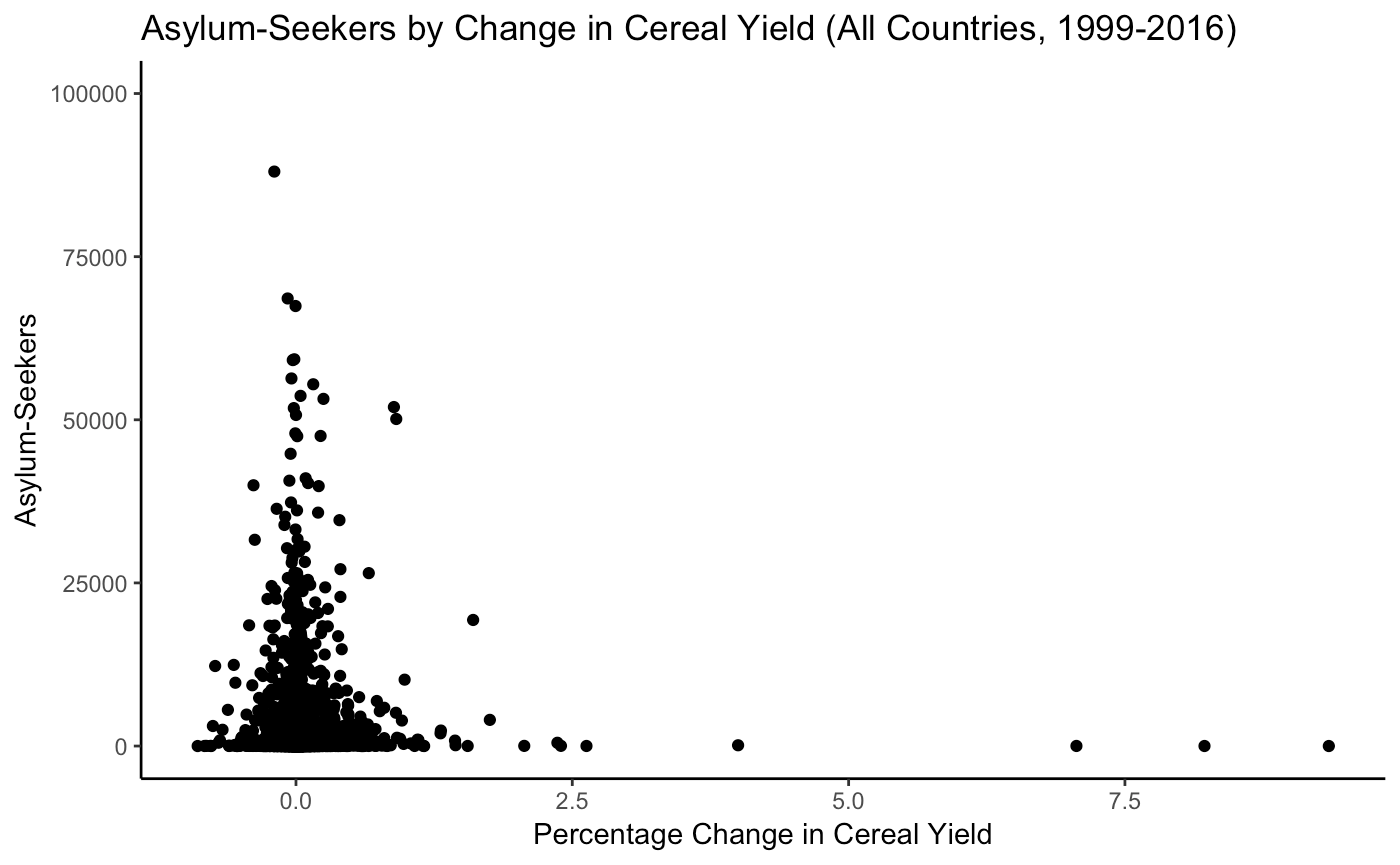 Asylum-Seekers by Change in Cereal Yield (All Countries, 1999-2016)
100000
75000
50000
25000
0
Asylum-Seekers
0.0 2.5 5.0 7.5
Percentage Change in Cereal Yield